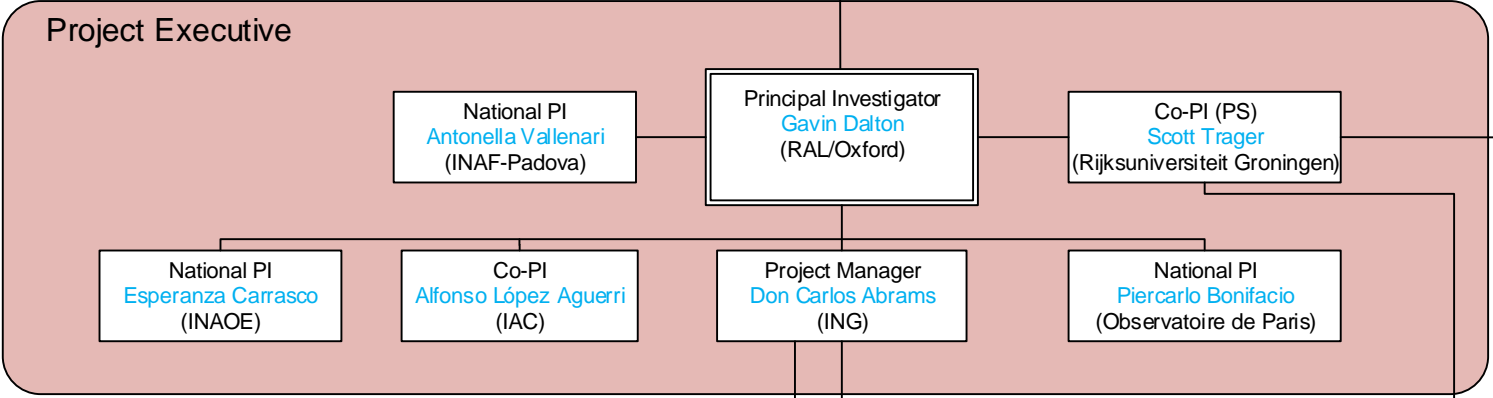 Project Executive
National PI
Antonella Vallenari
(INAF-Padova)
Principal Investigator
Gavin Dalton
(RAL/Oxford)
Co-PI (PS)
Scott Trager
(Rijksuniversiteit Groningen)
National PI
Esperanza Carrasco
(INAOE)
Co-PI
Alfonso López Aguerri
(IAC)
Project Manager
Don Carlos Abrams
(ING)
National PI
Piercarlo Bonifacio
(Observatoire de Paris)